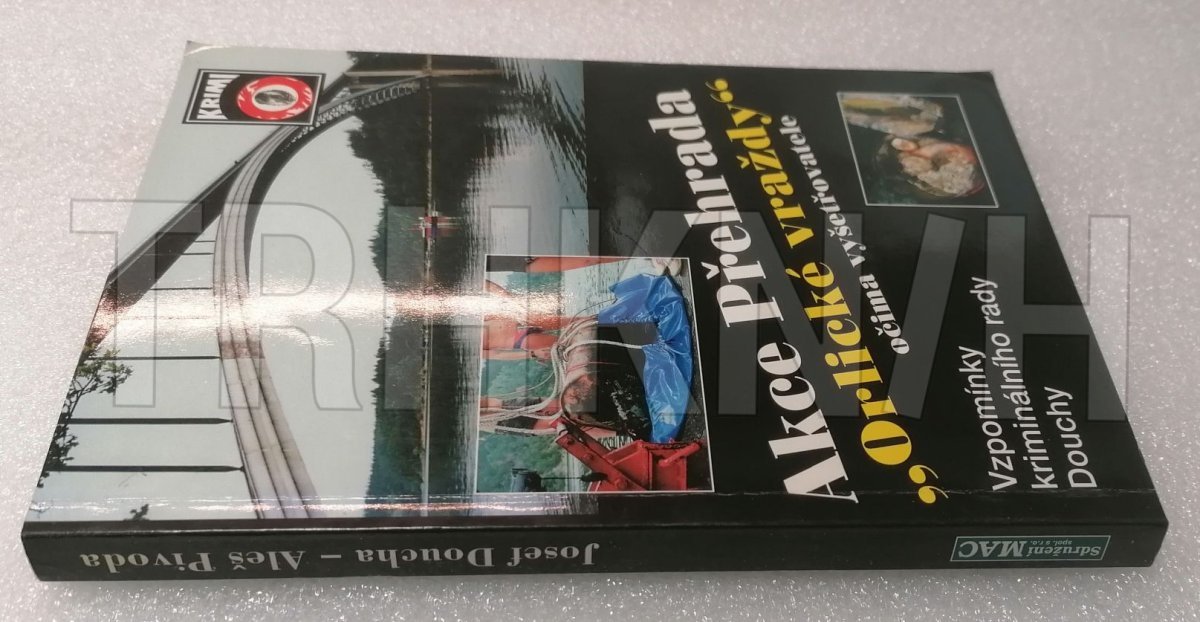 KRIMI
Akce Přehrada
„Orlické vraždy“
očima vyšetřovatele
Vzpomínky
kriminálního rady
Douchy
Josef Doucha – Aleš Pivoda
Sdružení MAC
spol. s r.o.
TRHKNIH